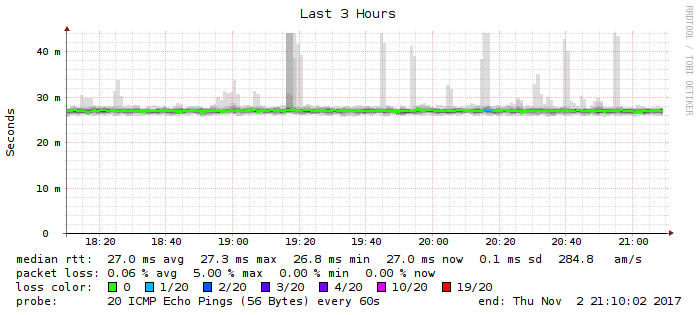 Last 3 Hours
RRDTOOL / TOBI OETIKER
Seconds
40 m
30 m
20 m
10 m
0
18:20 18:40 19:00 19:20 19:40 20:00 20:20 20:40 21:00
median rtt: 27.0 ms avg 27.3 ms max 26.8 ms min 27.0 ms now 0.1 ms sd 284.8 am/s
packet loss: 0.06 % avg 5.00 % max 0.00 % min 0.00 % now
loss color: 0 1/20 2/20 3/20 4/20 10/20 19/20
probe: 20 ICMP Echo Pings (56 Bytes) every 60s end: Thu Nov 2 21:10:02 2017